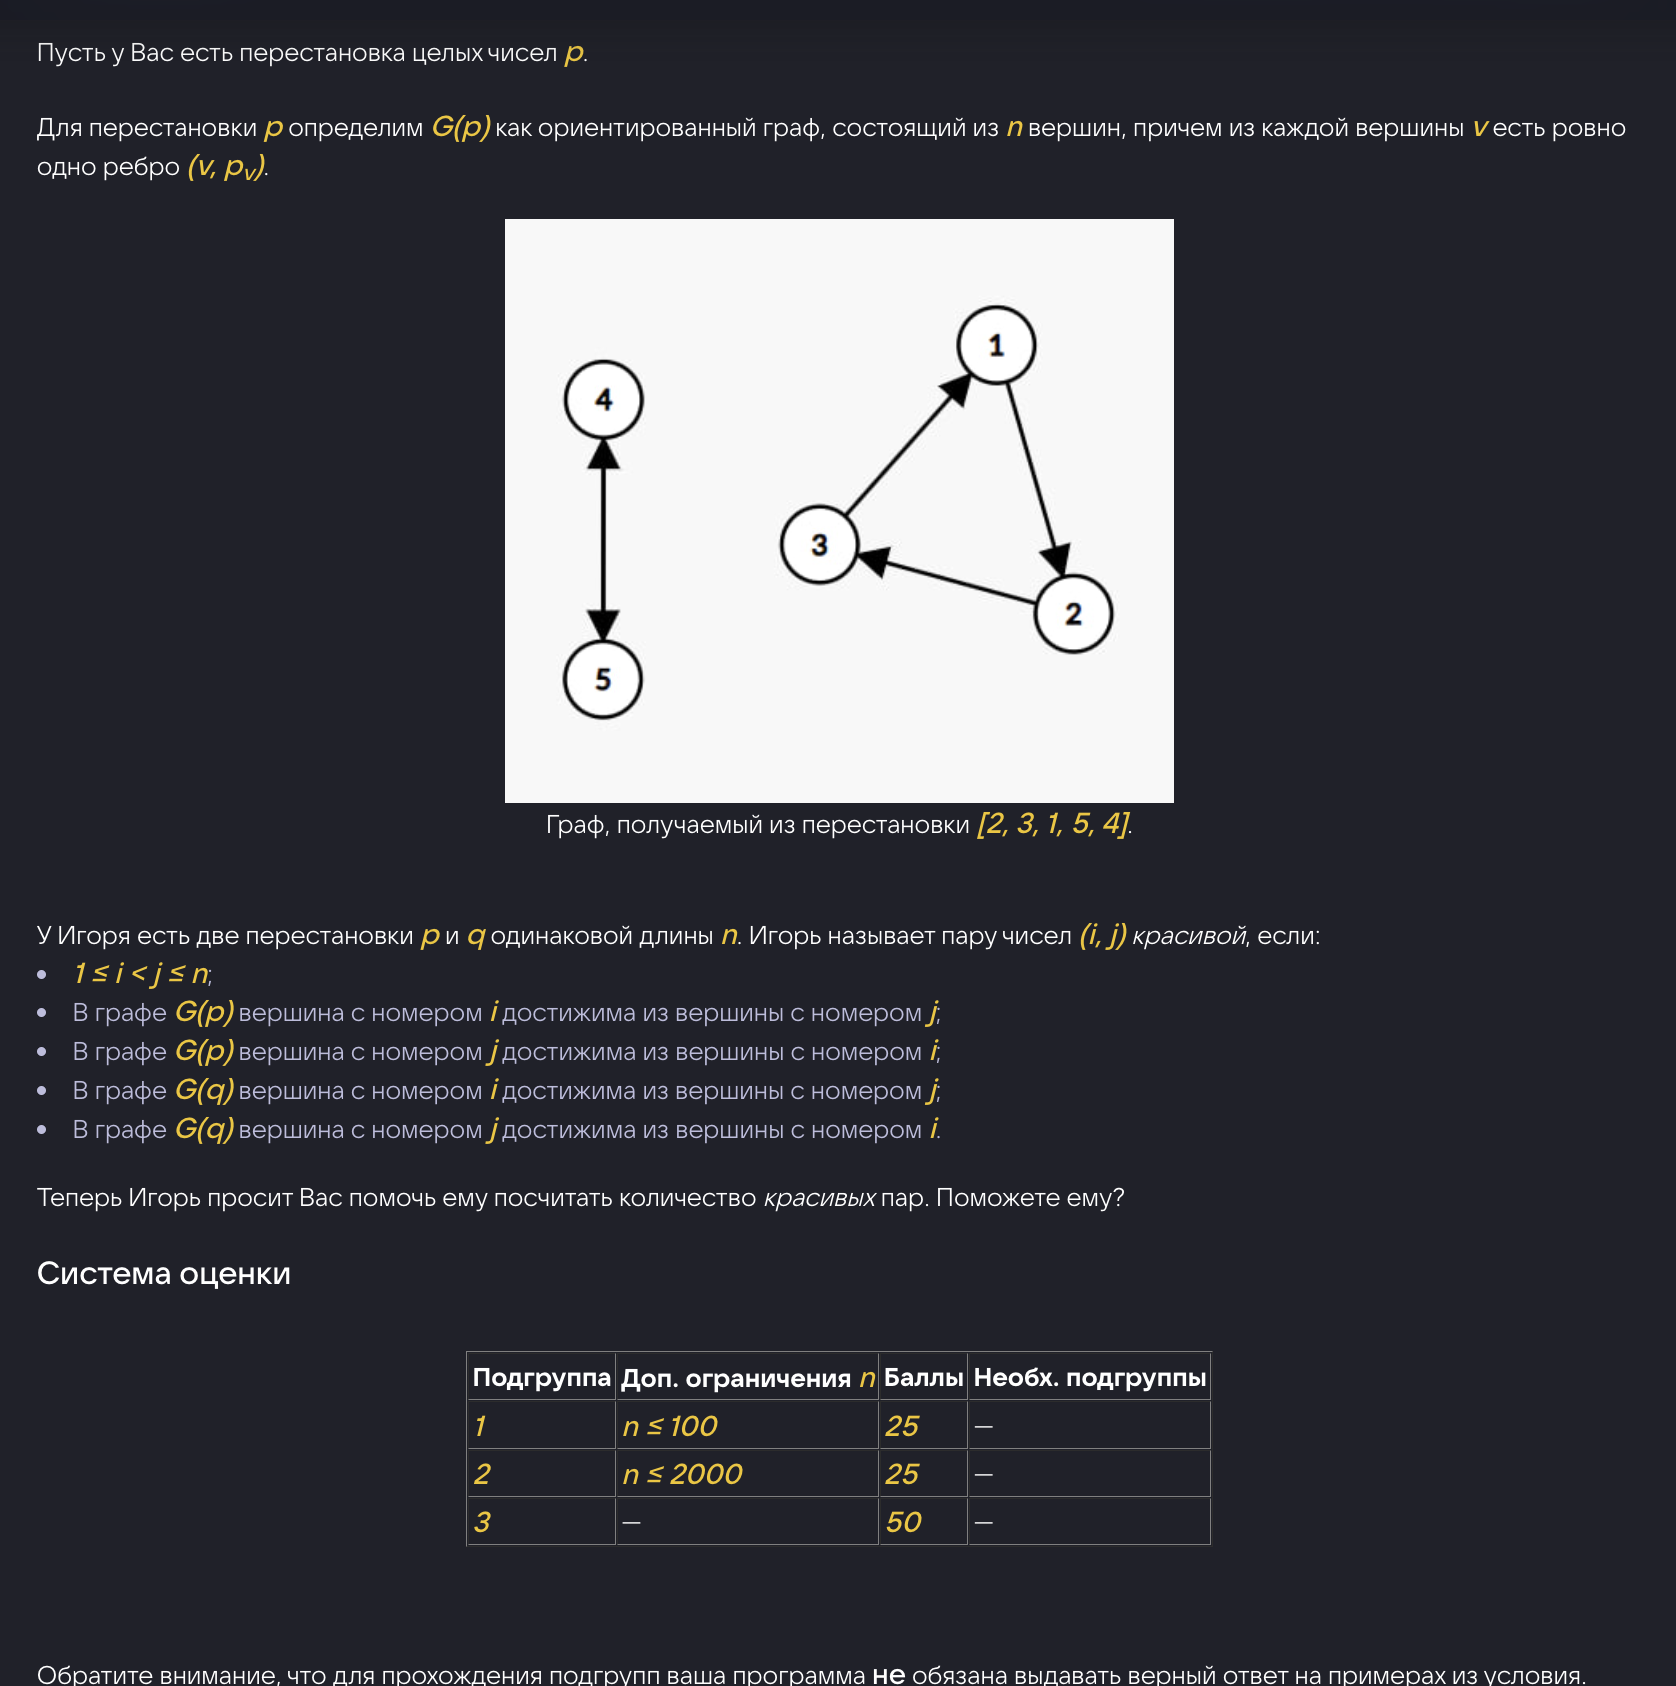 Пусть у Вас есть перестановка целых чисел p.
Для перестановки p определим G(p) как ориентированный граф, состоящий из n вершин, причем из каждой вершины v есть ровно
одно ребро (v, pv).
1
4
3
2
5
Граф, получаемый из перестановки [2, 3, 1, 5, 4].
У Игоря есть две перестановки p и q одинаковой длины n. Игорь называет пару чисел (i, j) красивой, если:
• 1 ≤ i < j ≤ n;
• В графе G(p) вершина с номером i достижима из вершины с номером j;
• В графе G(p) вершина с номером j достижима из вершины с номером i;
• В графе G(q) вершина с номером i достижима из вершины с номером j;
• В графе G(q) вершина с номером j достижима из вершины с номером i.
Теперь Игорь просит Вас помочь ему посчитать количество красивых пар. Поможете ему?
Система оценки
Подгруппа Доп. ограничения n Баллы Необх. подгруппы
1 n ≤ 100 25 —
2 n ≤ 2000 25 —
3 — 50 —
Обратите внимание, что для прохождения подгрупп ваша программа не обязана выдавать верный ответ на примерах из условия.